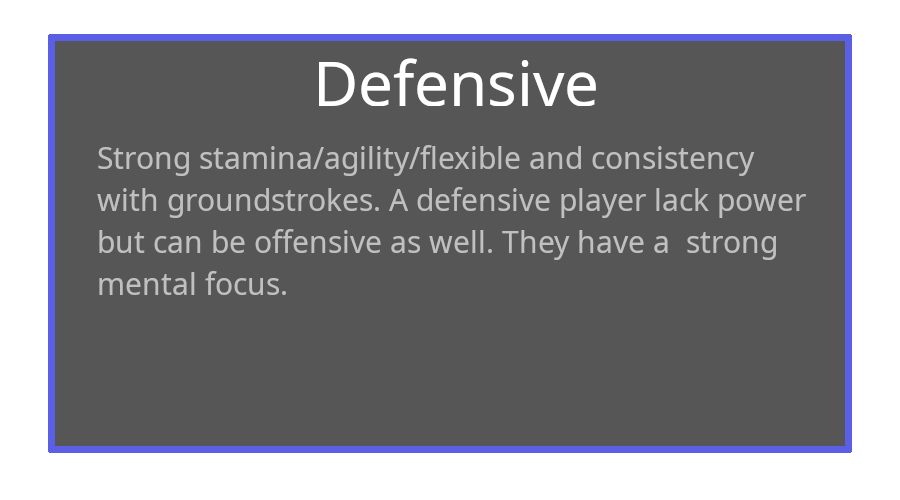 Defensive
Strong stamina/agility/flexible and consistency
with groundstrokes. A defensive player lack power
but can be offensive as well. They have a  strong
mental focus.